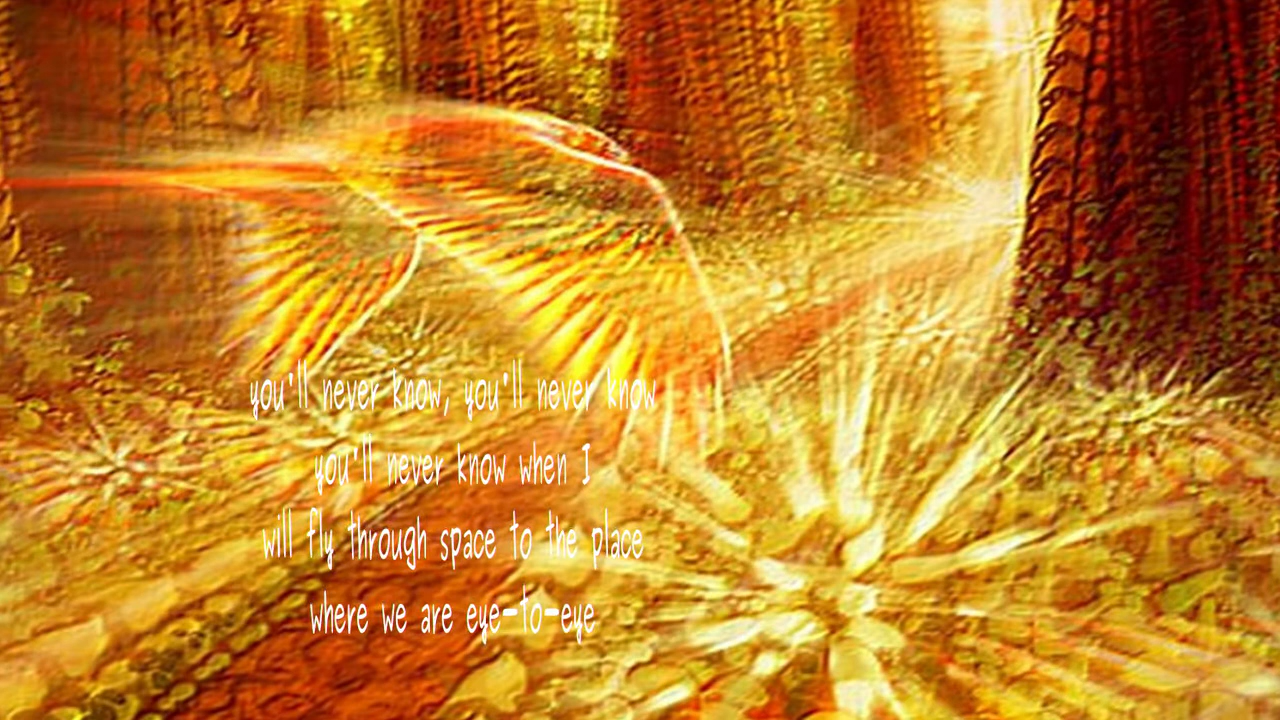 you'll never know, you'll never know
you'll never know when I
will fly through space to the place
where we are eye-to-eye